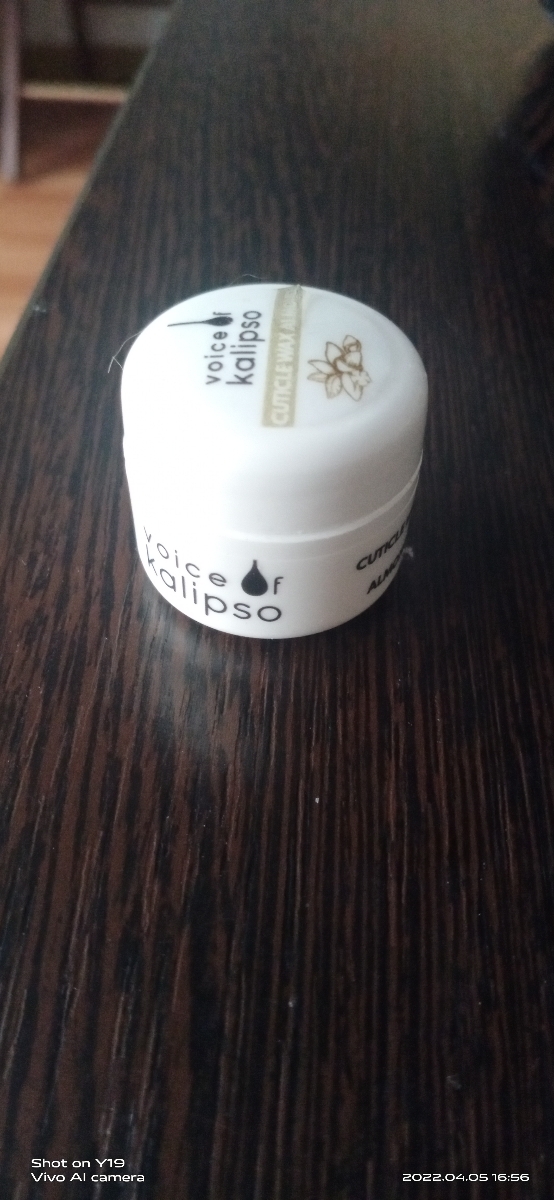 voice of
kalipso
CUTICLE WAX
voice of
kalipso
CUTICLE
Shot on Y19
Vivo AI camera
2022.04.05 16:56